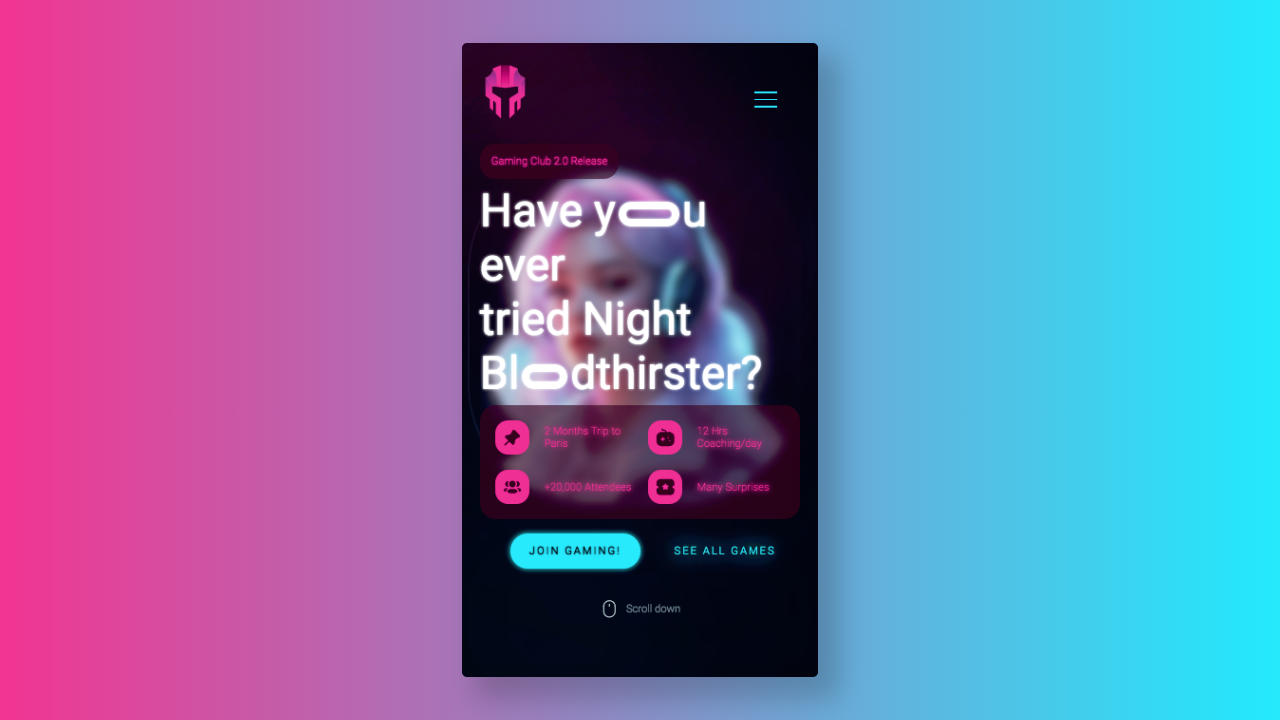 Gaming Club 2.0 Release
Have you
ever
tried Night
Bloodthirster?
2 Months Trip to
Paris
12 Hrs
Coaching/day
+20,000 Attendees
Many Surprises
JOIN GAMING!
SEE ALL GAMES
Scroll down